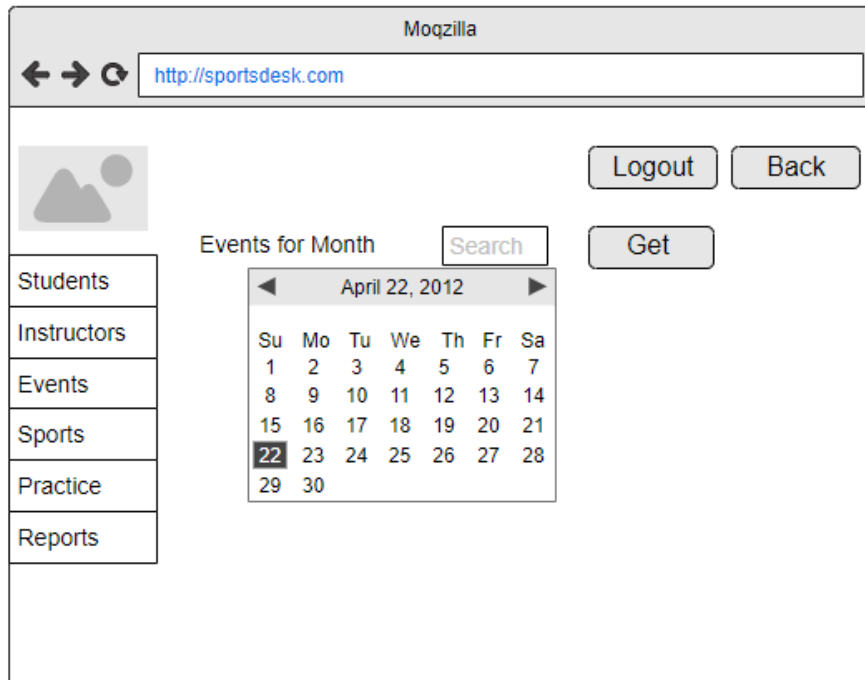 Moqzilla
http://sportsdesk.com
Logout Back
Events for Month Search Get
Students
Instructors
Events
Sports
Practice
Reports
April 22, 2012
Su Mo Tu We Th Fr Sa
1 2 3 4 5 6 7
8 9 10 11 12 13 14
15 16 17 18 19 20 21
22 23 24 25 26 27 28
29 30